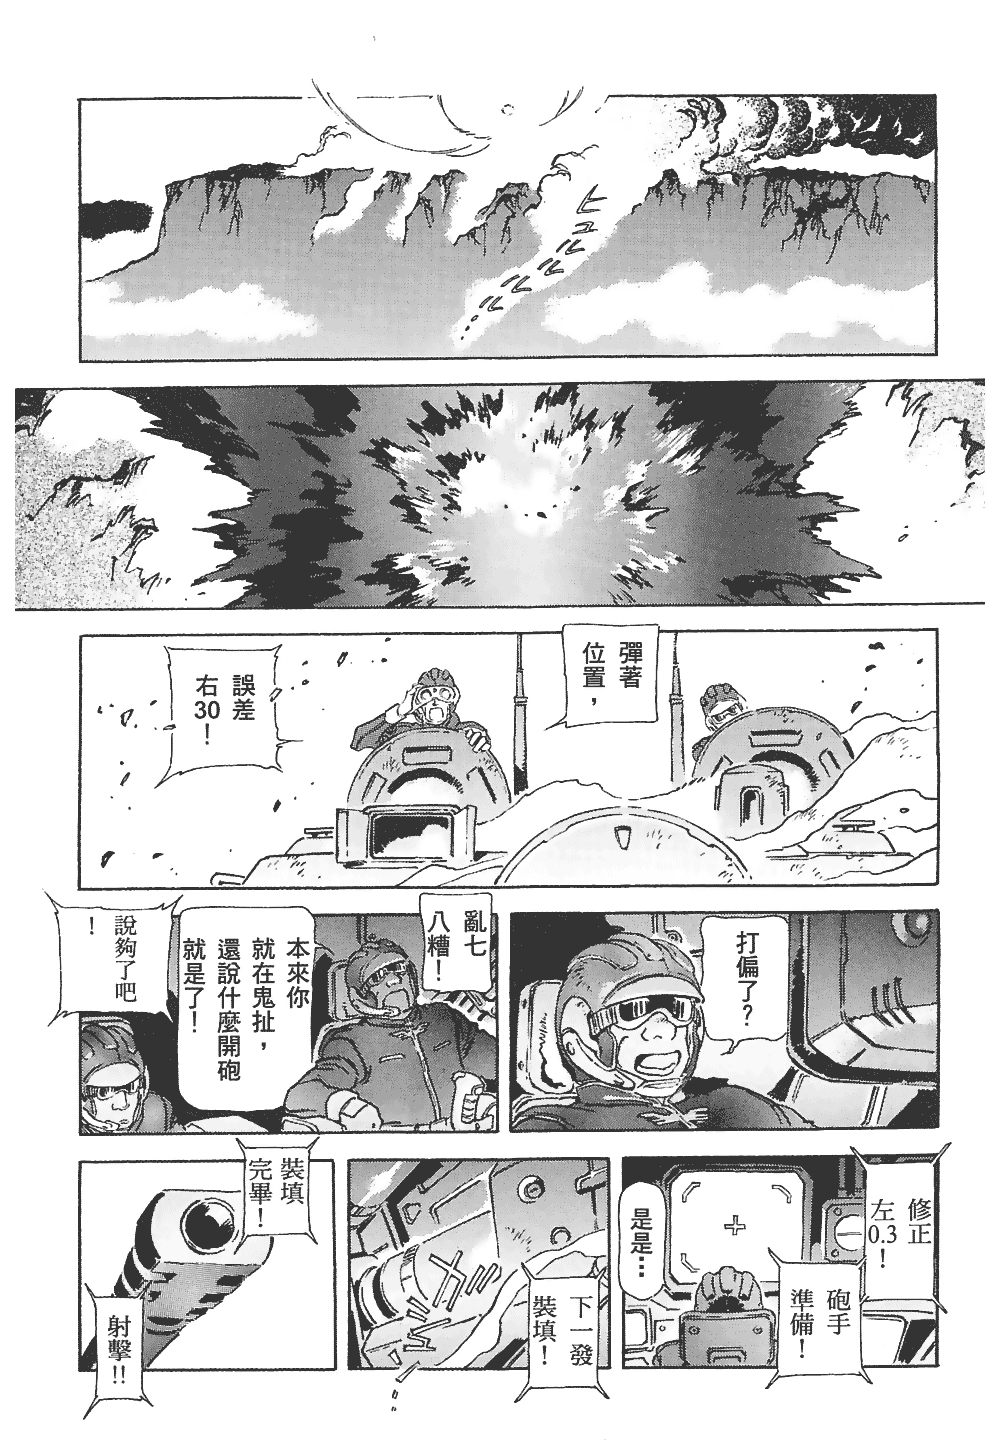 ヒュルルルルル…
彈著
位置，
誤差
右30！
打偏了？
亂七
八糟！
本來你
就在鬼扯，
還說什麼開砲
就是了！
說夠了吧
！
修正
左
0.3！
砲手
準備！
是是…
下一發
裝填！
裝填
完畢！
射擊!!